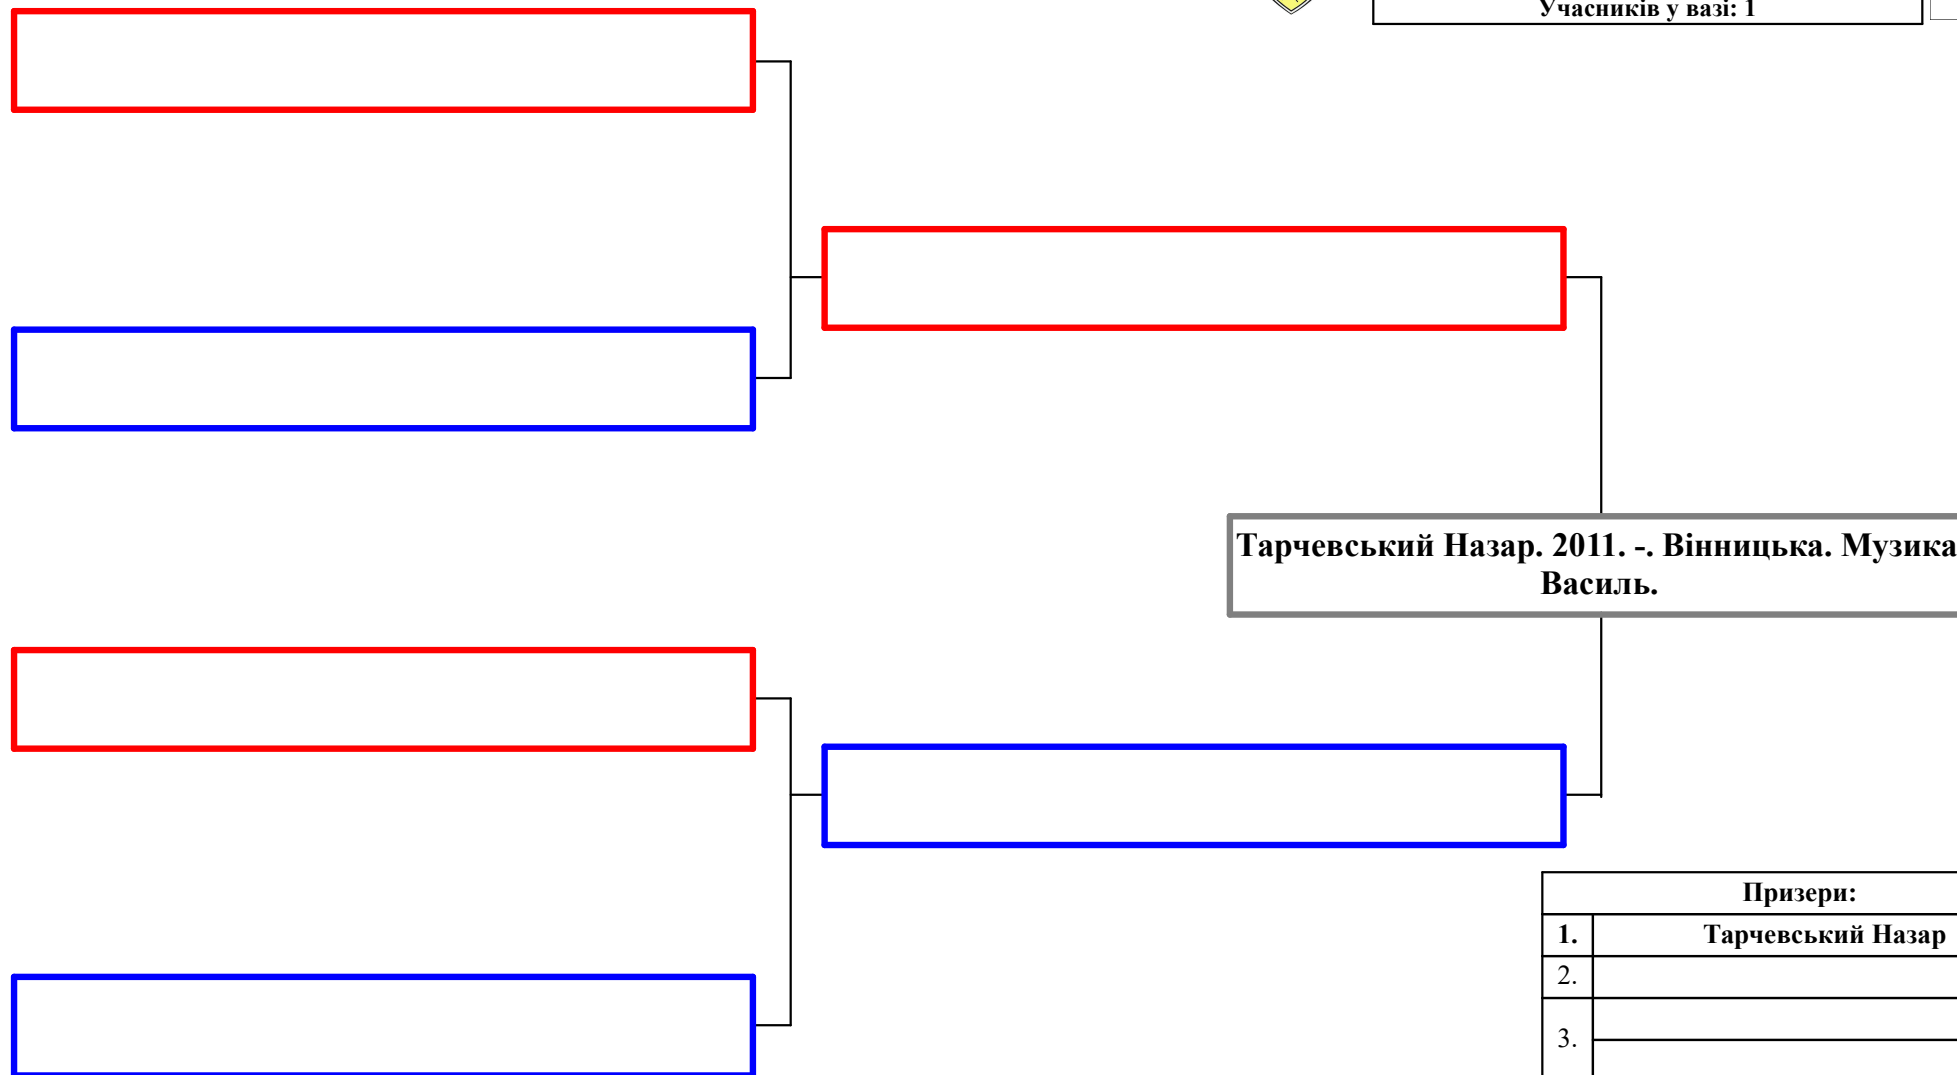 Учасників у вазі: 1
Тарчевський Назар. 2011. -. Вінницька. Музика
Василь.
Призери:
1. Тарчевський Назар
2.
3.